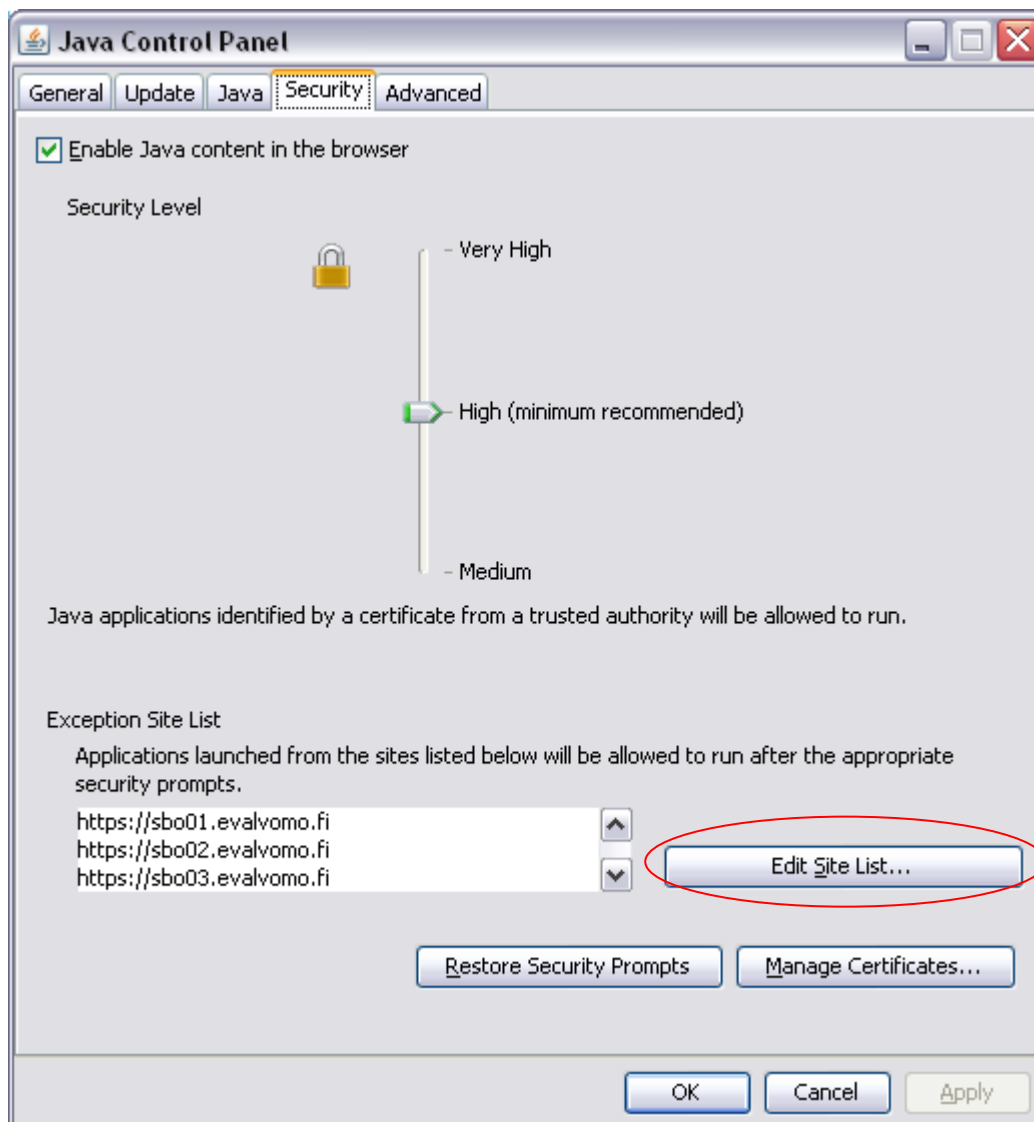 Java Control Panel
General Update Java Security Advanced
Enable Java content in the browser
Security Level
- Very High
- High (minimum recommended)
- Medium
Java applications identified by a certificate from a trusted authority will be allowed to run.
Exception Site List
Applications launched from the sites listed below will be allowed to run after the appropriate
security prompts.
https://sbo01.evalvomo.fi
https://sbo02.evalvomo.fi
https://sbo03.evalvomo.fi
Edit Site List...
Restore Security Prompts Manage Certificates...
OK Cancel Apply